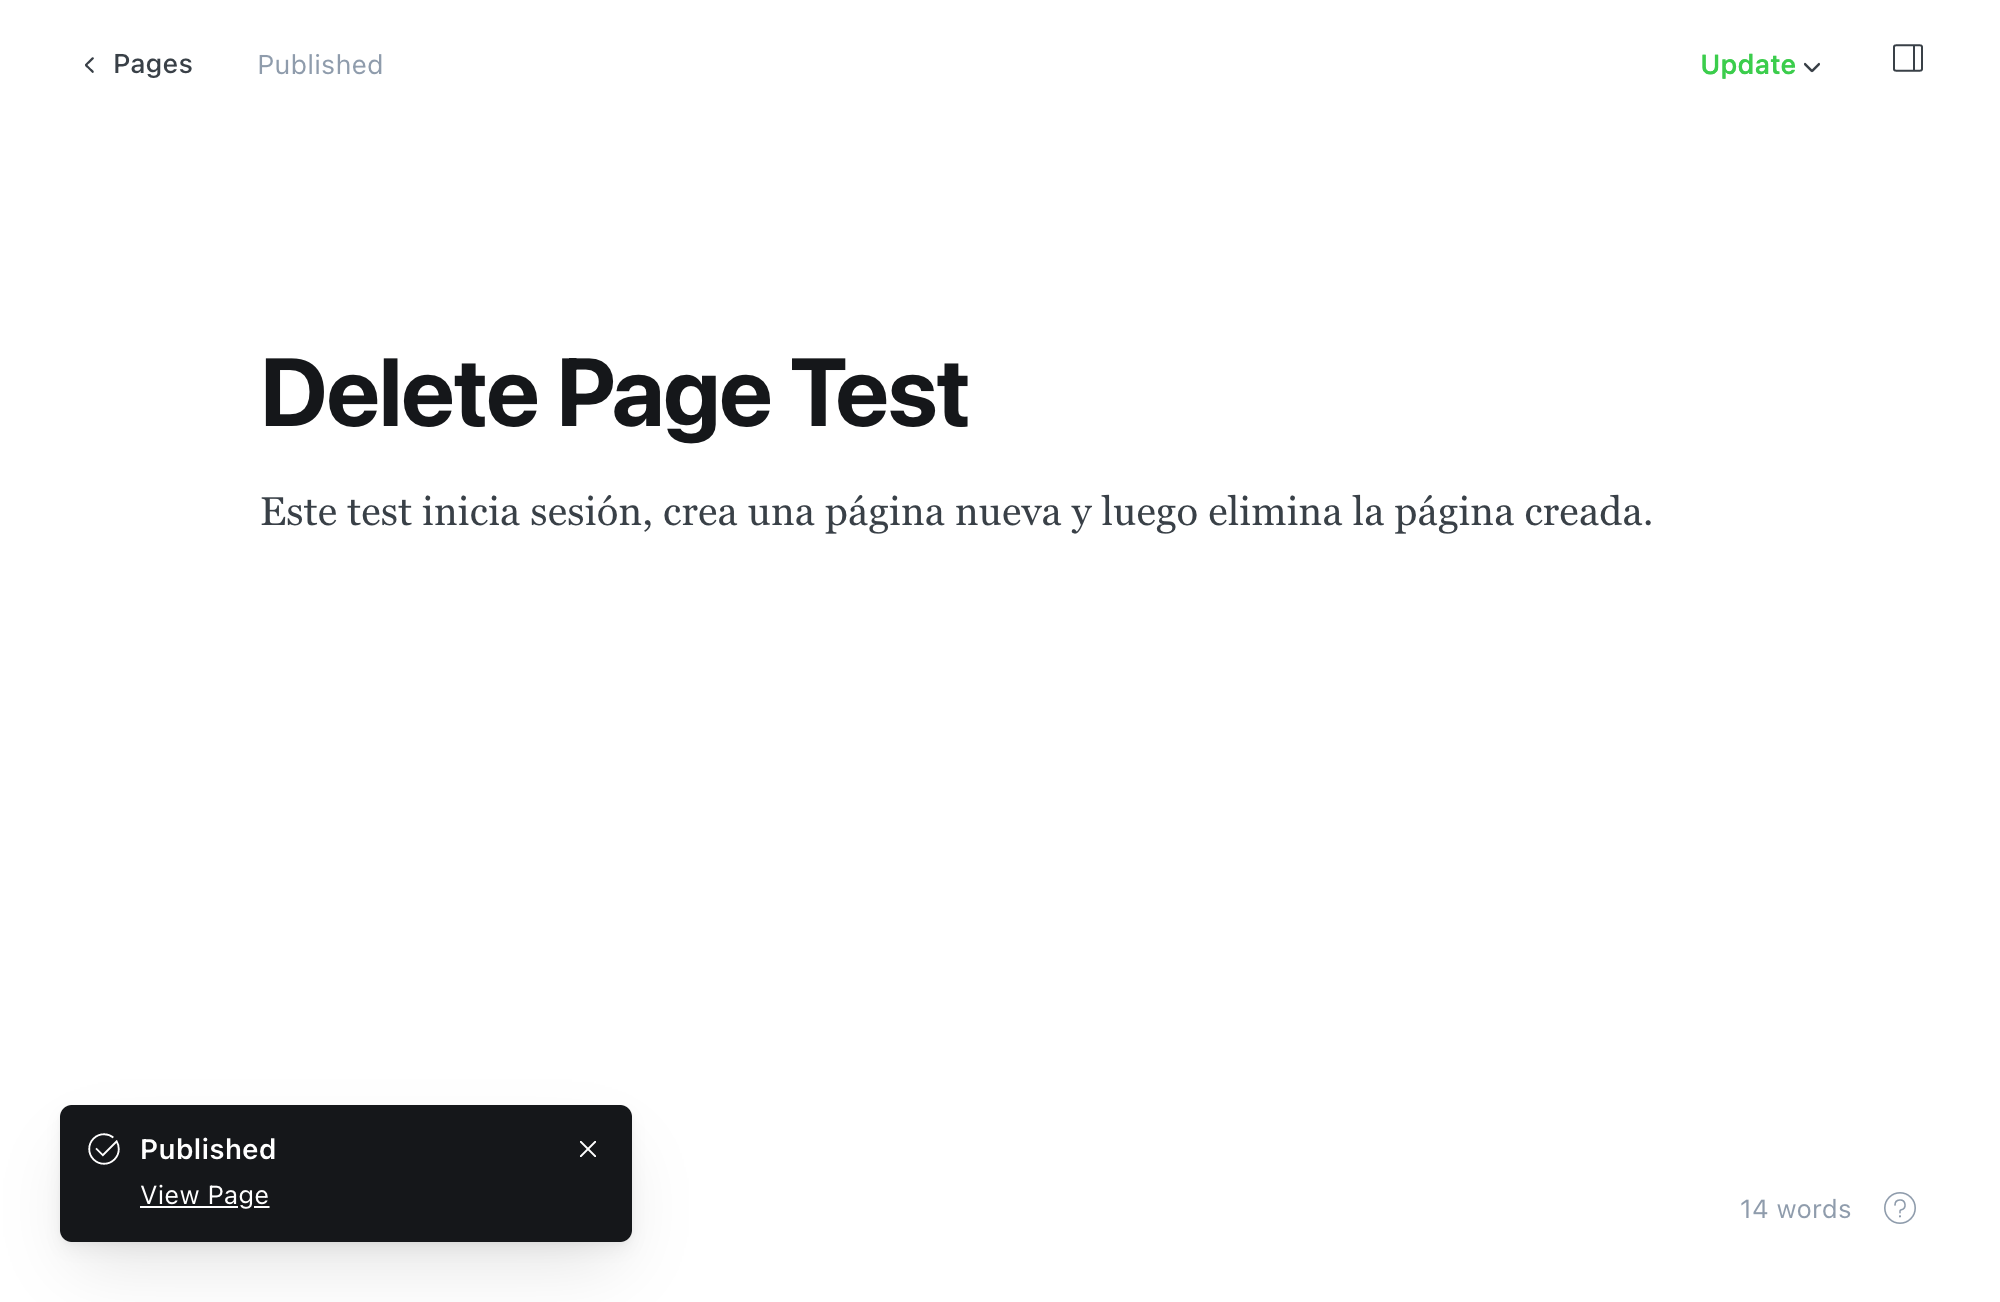 Pages
Published
Update
Delete Page Test
Este test inicia sesión, crea una página nueva y luego elimina la página creada.
Published
View Page
14 words
?